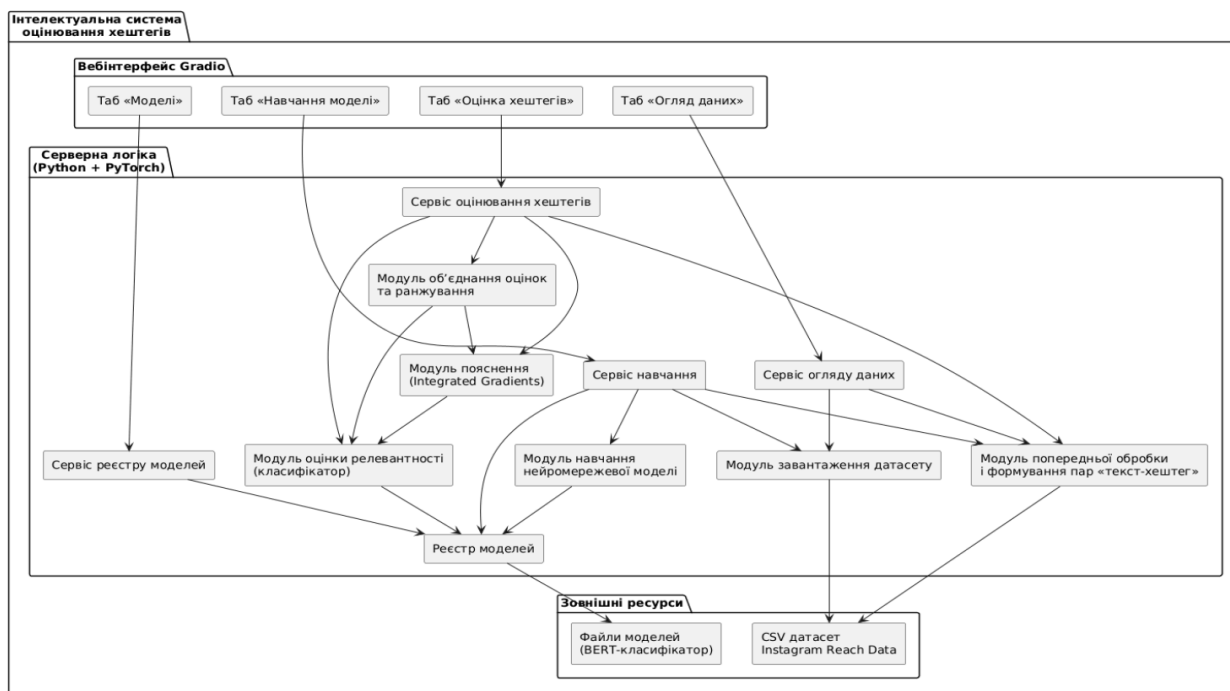 Інтелектуальна система
оцінювання хештегів
Вебінтерфейс Gradio
Таб «Моделі»
Таб «Навчання моделі»
Таб «Оцінка хештегів»
Таб «Огляд даних»
Серверна логіка
(Python + PyTorch)
Сервіс оцінювання хештегів
Модуль об’єднання оцінок
та ранжування
Модуль пояснення
(Integrated Gradients)
Сервіс навчання
Сервіс огляду даних
Сервіс реєстру моделей
Модуль оцінки релевантності
(класифікатор)
Модуль навчання
нейромережевої моделі
Модуль завантаження датасету
Модуль попередньої обробки
і формування пар «текст-хештег»
Реєстр моделей
Зовнішні ресурси
Файли моделей
(BERT-класифікатор)
CSV датасет
Instagram Reach Data